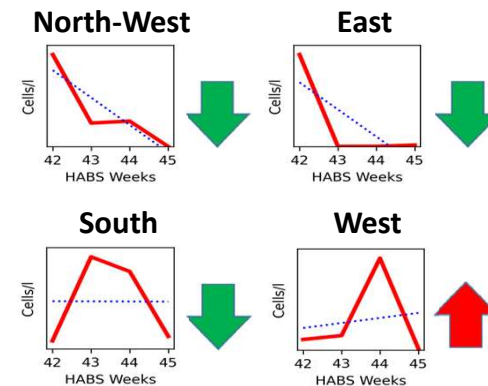 North-West
Cells/l
42 43 44 45
HABS Weeks
East
Cells/l
42 43 44 45
HABS Weeks
South
Cells/l
42 43 44 45
HABS Weeks
West
Cells/l
42 43 44 45
HABS Weeks